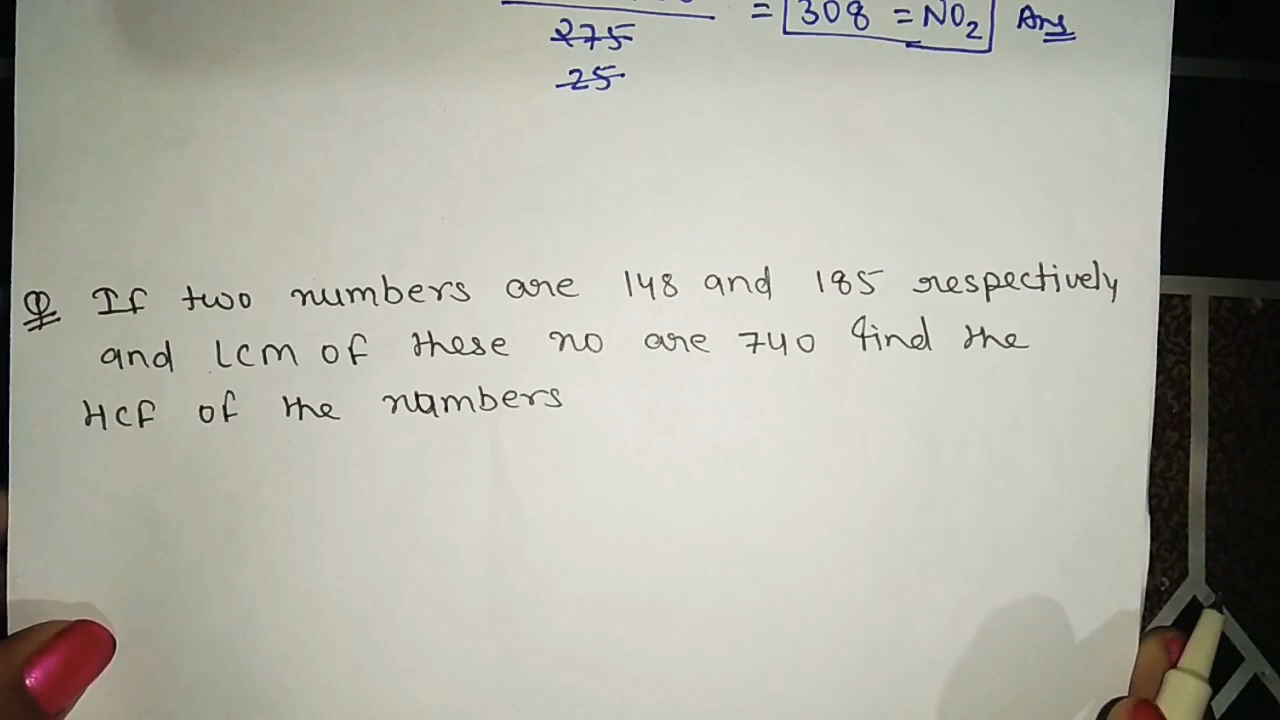 = 308 = NO2 Ans
275
25
Q If two numbers are 148 and 185 respectively
and LCM of these no are 740 find the
HCF of the numbers